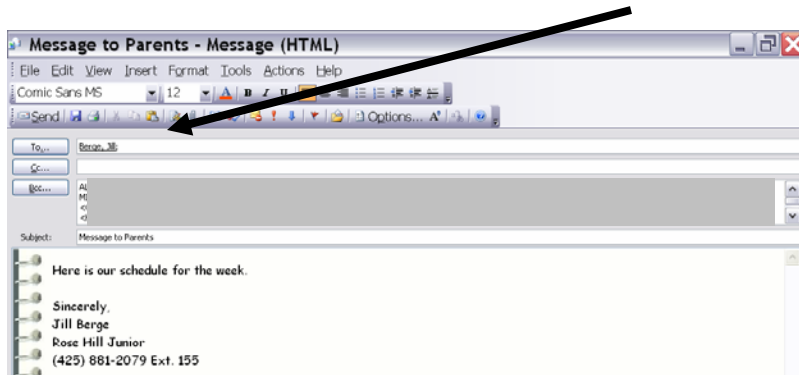 Message to Parents - Message (HTML)
File Edit View Insert Format Tools Actions Help
Comic Sans MS 12 A B I U
Send Options... A
To... Berge, Jill;
Cc...
Bcc...
Subject: Message to Parents
Here is our schedule for the week.
Sincerely,
Jill Berge
Rose Hill Junior
(425) 881-2079 Ext. 155